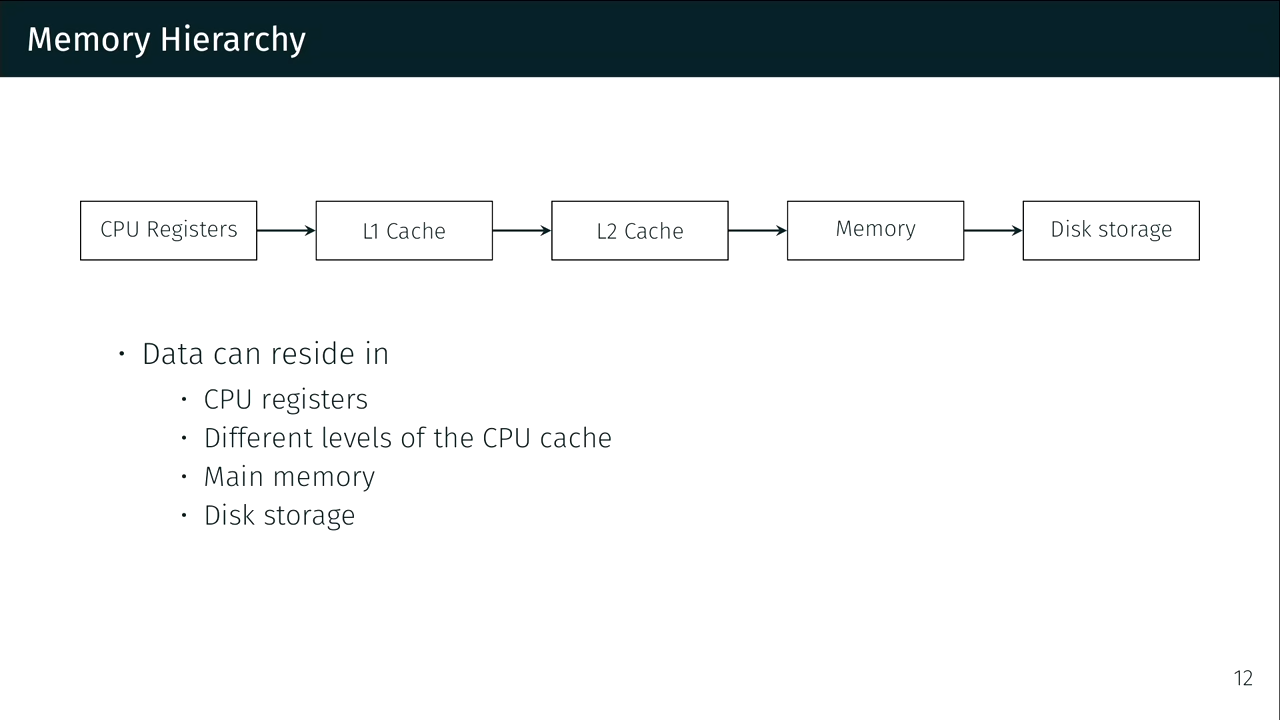 Memory Hierarchy
CPU Registers
L1 Cache
L2 Cache
Memory
Disk storage
· Data can reside in
· CPU registers
· Different levels of the CPU cache
· Main memory
· Disk storage
12